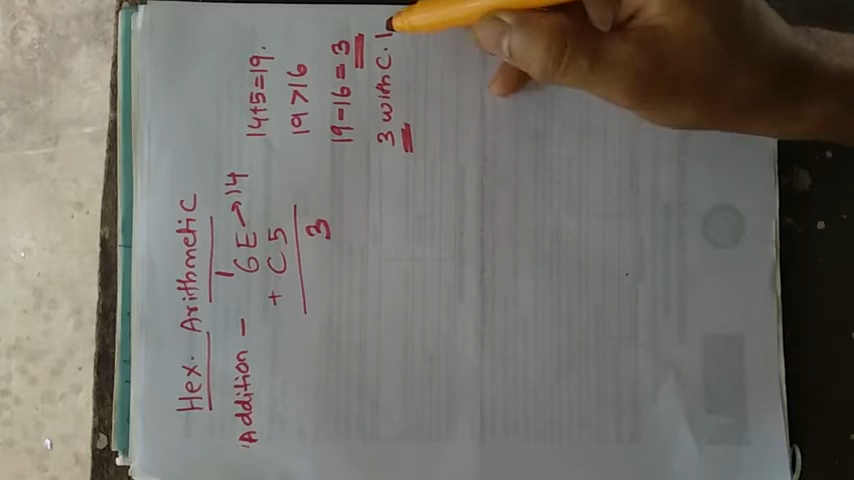 Hex. Arithmetic
Addition -
1
6E → 14
+ C5
3
14+5=19.
19>16
19-16=3
3 with C.1